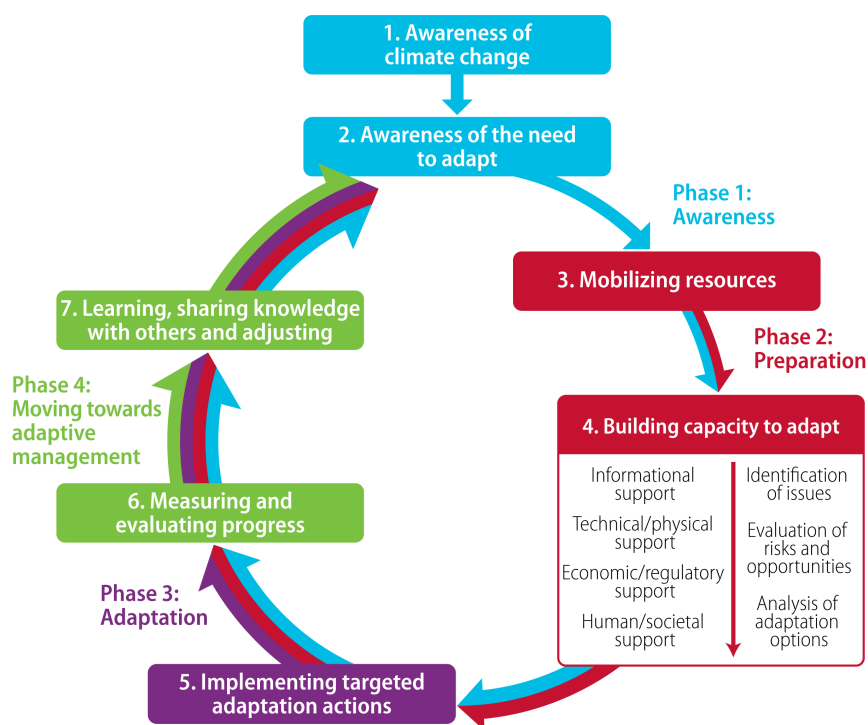 1. Awareness of
climate change
2. Awareness of the need
to adapt
Phase 1:
Awareness
3. Mobilizing resources
Phase 2:
Preparation
4. Building capacity to adapt
Informational
support
Technical/physical
support
Economic/regulatory
support
Human/societal
support
Identification
of issues
Evaluation of
risks and
opportunities
Analysis of
adaptation
options
5. Implementing targeted
adaptation actions
Phase 3:
Adaptation
6. Measuring and
evaluating progress
Phase 4:
Moving towards
adaptive
management
7. Learning, sharing knowledge
with others and adjusting